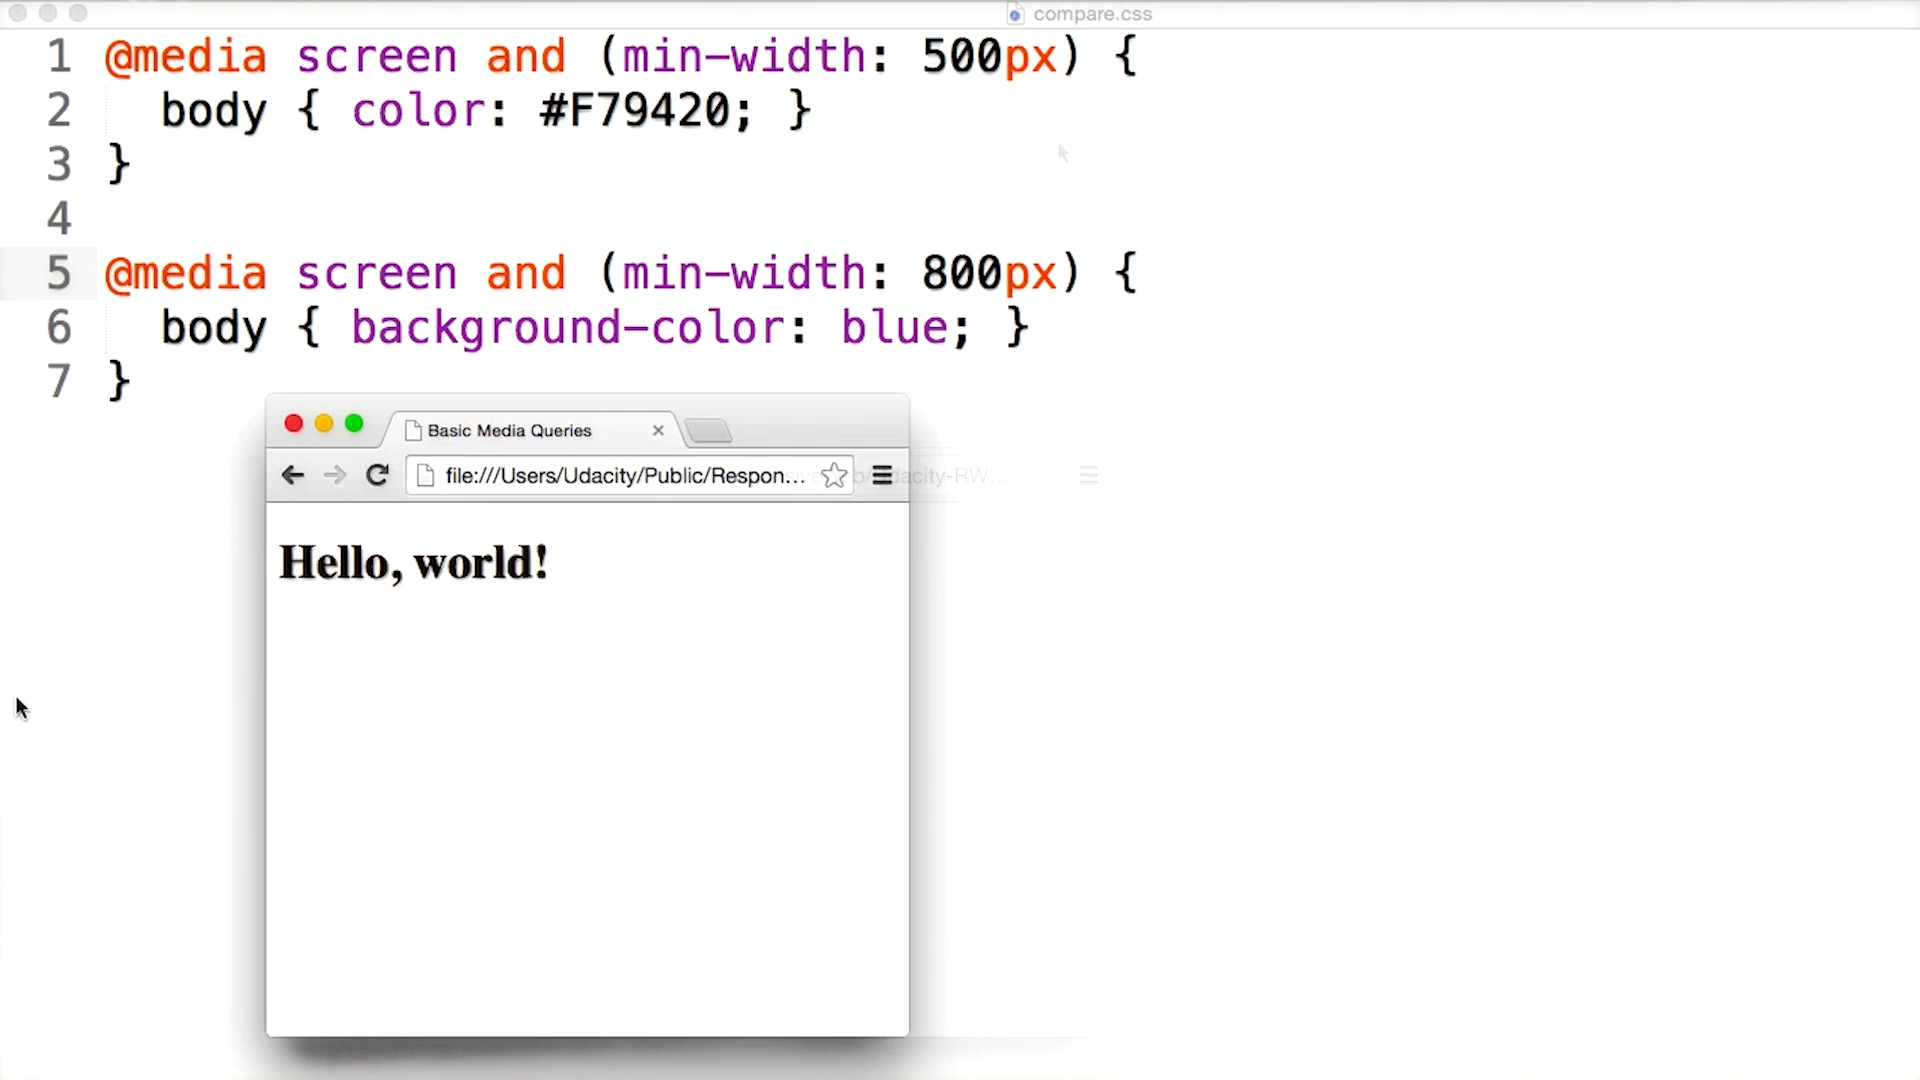 compare.css
1 @media screen and (min-width: 500px) {
2 body { color: #F79420; }
3 }
4
5 @media screen and (min-width: 800px) {
6 body { background-color: blue; }
7 }
Basic Media Queries
file:///Users/Udacity/Public/Respon...
Hello, world!